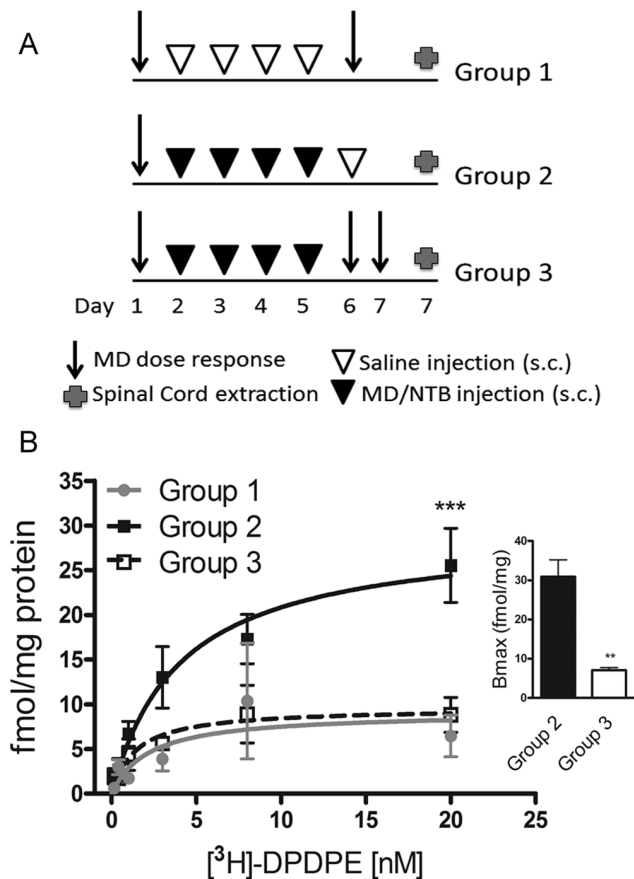 A
Group 1
Group 2
Group 3
Day 1 2 3 4 5 6 7 7
MD dose response
Saline injection (s.c.)
Spinal Cord extraction
MD/NTB injection (s.c.)
B
35
30
25
20
15
10
5
0
fmol/mg protein
Group 1
Group 2
Group 3
***
0 5 10 15 20
[³H]-DPDPE [nM]
40
30
20
10
0
Bmax (fmol/mg)
**
Group 2
Group 3